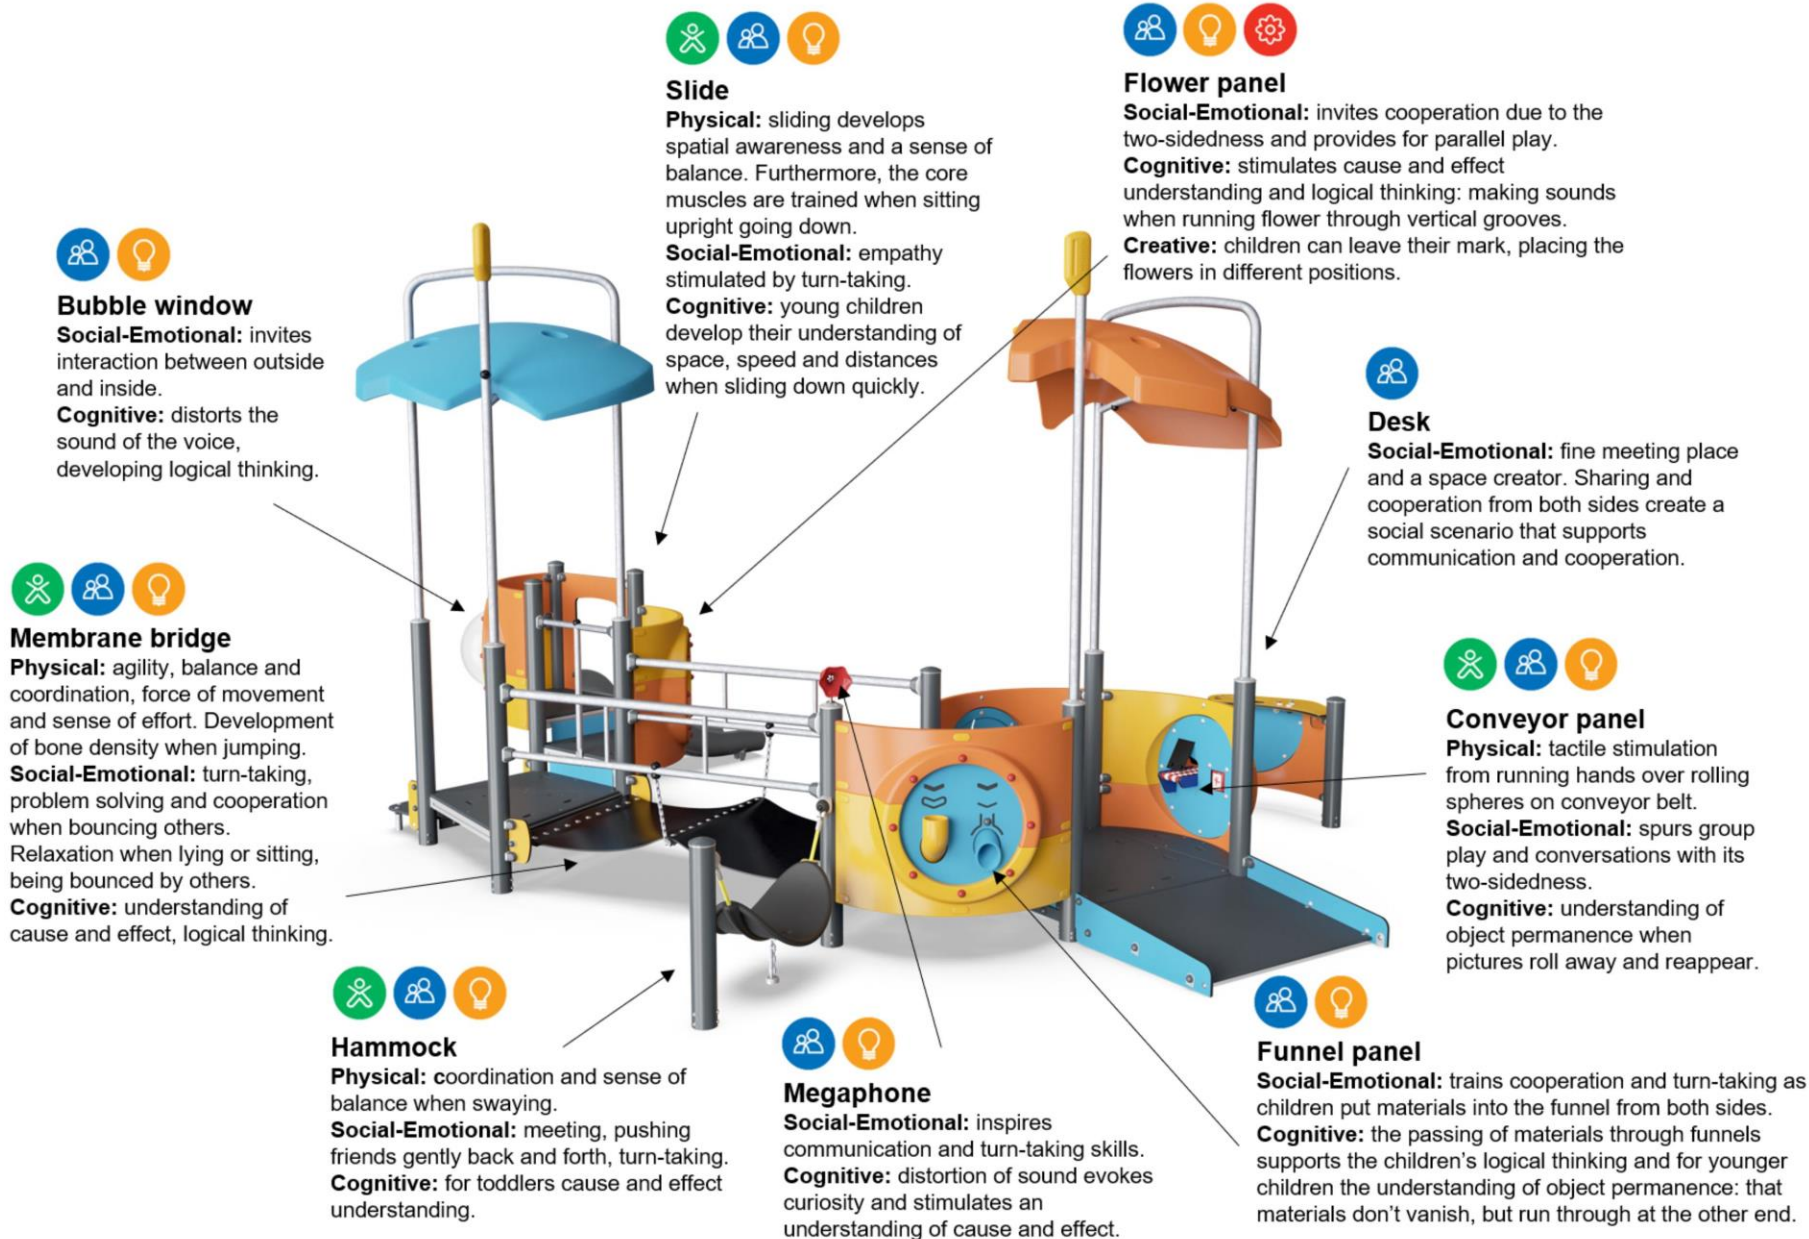 Slide
Physical: sliding develops
spatial awareness and a sense of
balance. Furthermore, the core
muscles are trained when sitting
upright going down.
Social-Emotional: empathy
stimulated by turn-taking.
Cognitive: young children
develop their understanding of
space, speed and distances
when sliding down quickly.
Flower panel
Social-Emotional: invites cooperation due to the
two-sidedness and provides for parallel play.
Cognitive: stimulates cause and effect
understanding and logical thinking: making sounds
when running flower through vertical grooves.
Creative: children can leave their mark, placing the
flowers in different positions.
Bubble window
Social-Emotional: invites
interaction between outside
and inside.
Cognitive: distorts the
sound of the voice,
developing logical thinking.
Desk
Social-Emotional: fine meeting place
and a space creator. Sharing and
cooperation from both sides create a
social scenario that supports
communication and cooperation.
Membrane bridge
Physical: agility, balance and
coordination, force of movement
and sense of effort. Development
of bone density when jumping.
Social-Emotional: turn-taking,
problem solving and cooperation
when bouncing others.
Relaxation when lying or sitting,
being bounced by others.
Cognitive: understanding of
cause and effect, logical thinking.
Conveyor panel
Physical: tactile stimulation
from running hands over rolling
spheres on conveyor belt.
Social-Emotional: spurs group
play and conversations with its
two-sidedness.
Cognitive: understanding of
object permanence when
pictures roll away and reappear.
Hammock
Physical: coordination and sense of
balance when swaying.
Social-Emotional: meeting, pushing
friends gently back and forth, turn-taking.
Cognitive: for toddlers cause and effect
understanding.
Megaphone
Social-Emotional: inspires
communication and turn-taking skills.
Cognitive: distortion of sound evokes
curiosity and stimulates an
understanding of cause and effect.
Funnel panel
Social-Emotional: trains cooperation and turn-taking as
children put materials into the funnel from both sides.
Cognitive: the passing of materials through funnels
supports the children's logical thinking and for younger
children the understanding of object permanence: that
materials don't vanish, but run through at the other end.